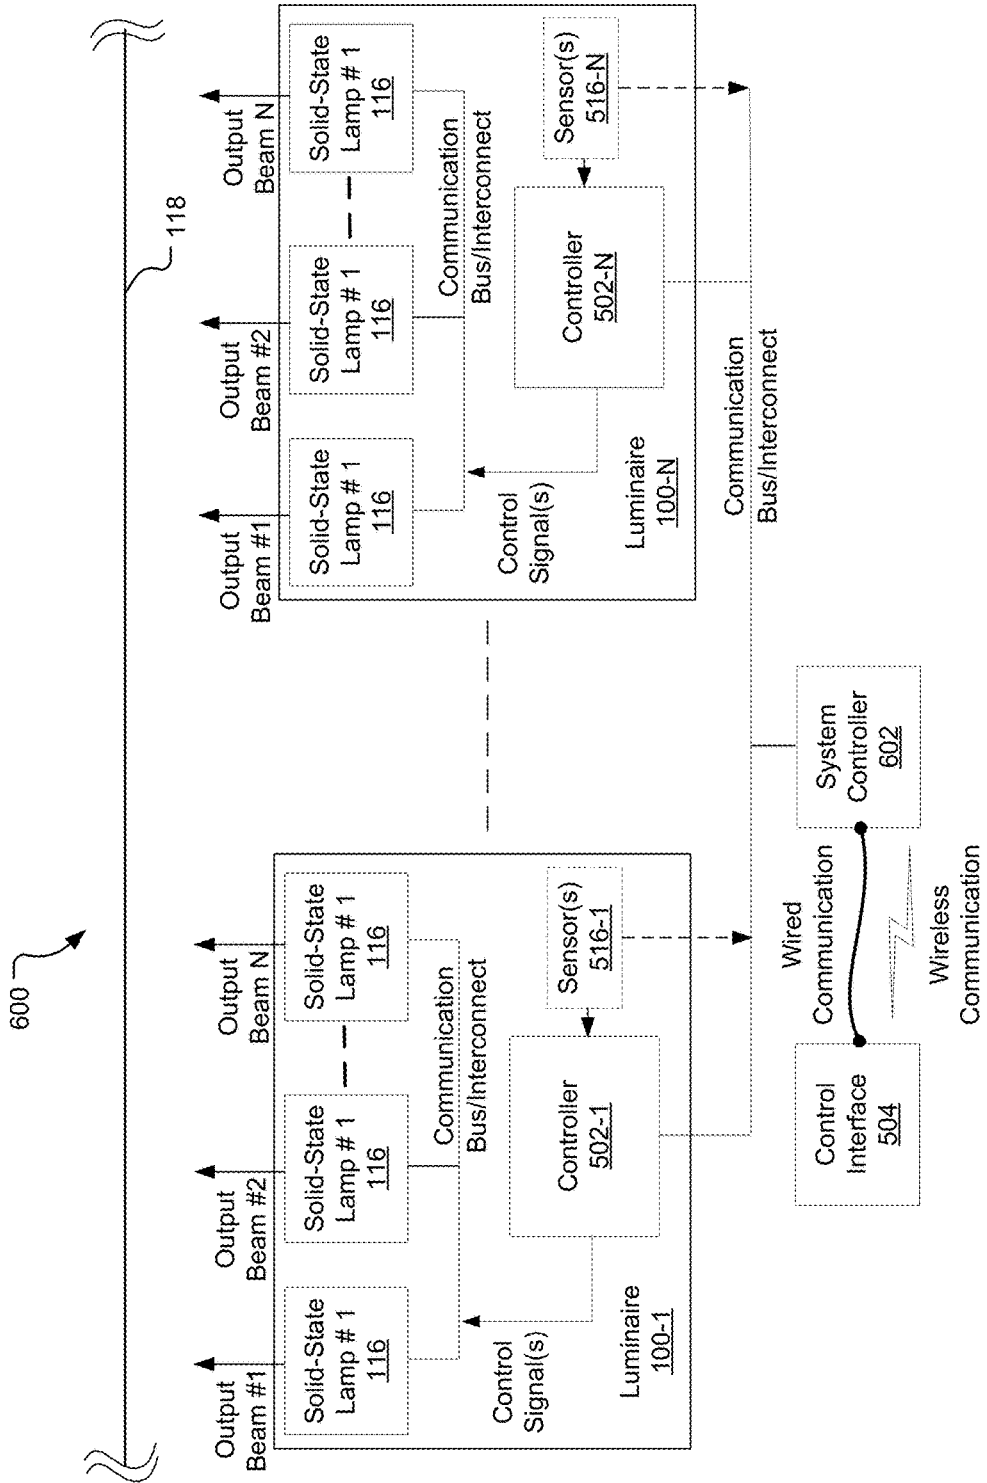 600
118
Output
Beam #1
Output
Beam #2
Output
Beam N
Solid-State
Lamp # 1
116
Solid-State
Lamp # 1
116
Solid-State
Lamp # 1
116
Communication
Bus/Interconnect
Control
Signal(s)
Controller
502-1
Sensor(s)
516-1
Luminaire
100-1
Output
Beam #1
Output
Beam #2
Output
Beam N
Solid-State
Lamp # 1
116
Solid-State
Lamp # 1
116
Solid-State
Lamp # 1
116
Communication
Bus/Interconnect
Control
Signal(s)
Controller
502-N
Sensor(s)
516-N
Luminaire
100-N
Communication
Bus/Interconnect
Control
Interface
504
Wired
Communication
Wireless
Communication
System
Controller
602